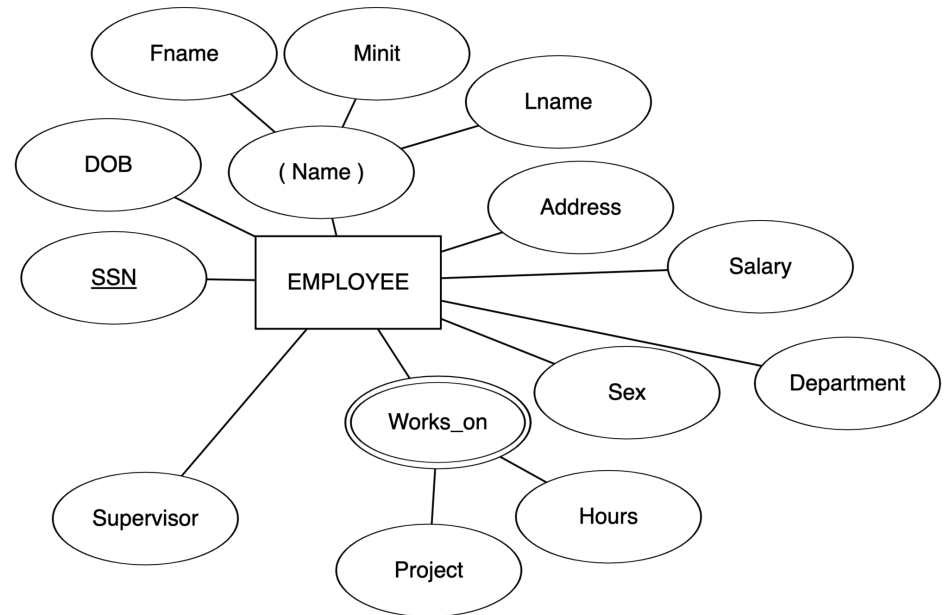 Fname
Minit
Lname
DOB
( Name )
Address
SSN
EMPLOYEE
Salary
Sex
Department
Works_on
Supervisor
Hours
Project